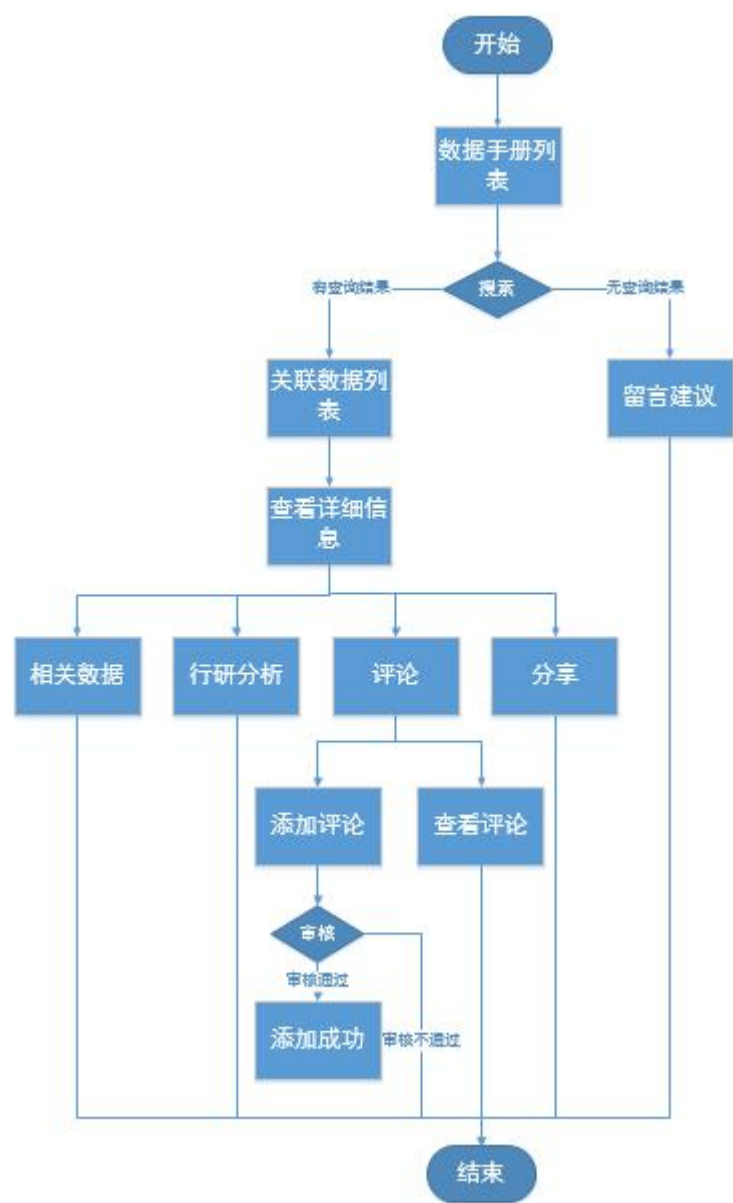 开始
数据手册列
表
搜索
有查询结果
无查询结果
关联数据列
表
留言建议
查看详细信
息
相关数据
行研分析
评论
分享
添加评论
查看评论
审核
审核通过
添加成功
审核不通过
结束